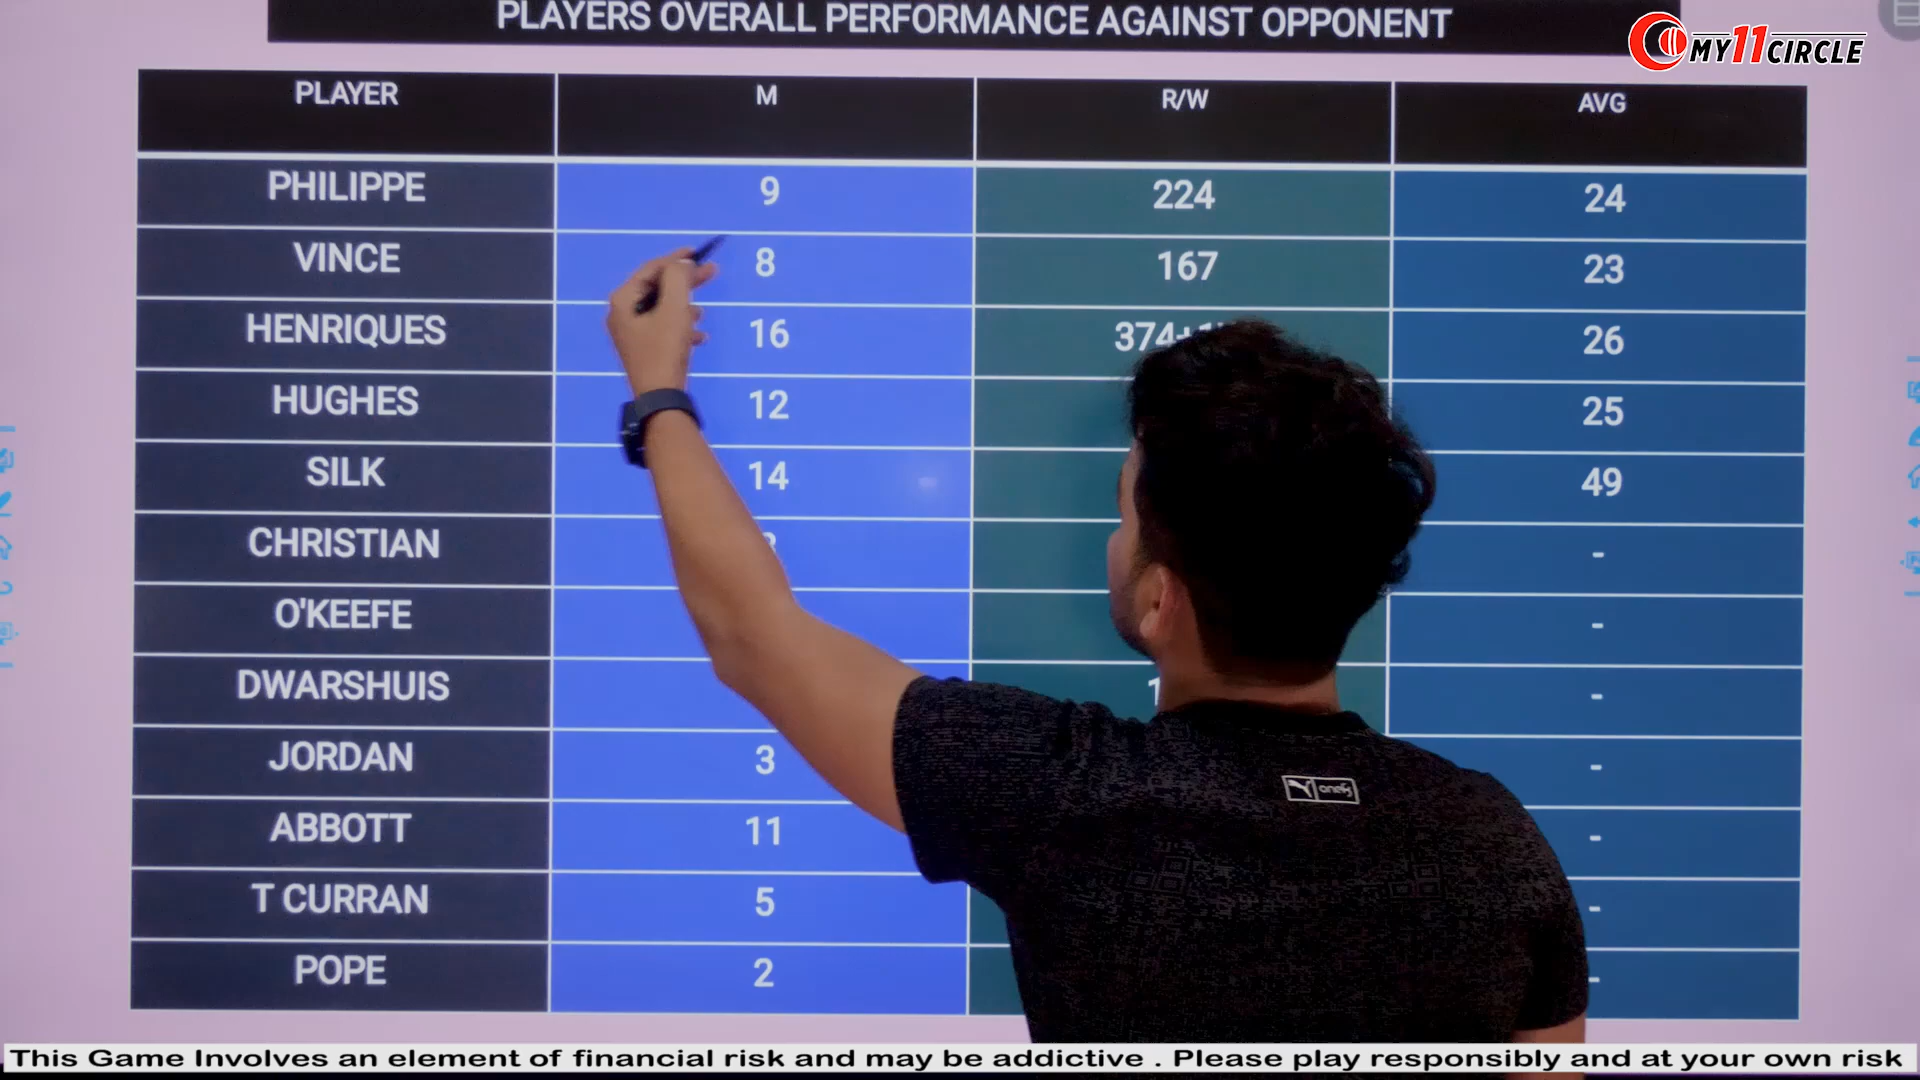 PLAYERS OVERALL PERFORMANCE AGAINST OPPONENT
MY11CIRCLE
PLAYER M R/W AVG
PHILIPPE 9 224 24
VINCE 8 167 23
HENRIQUES 16 26
HUGHES 12 25
SILK 14 49
CHRISTIAN -
O'KEEFE -
DWARSHUIS -
JORDAN 3 -
ABBOTT 11 -
T CURRAN 5 -
POPE 2 -
one8
This Game Involves an element of financial risk and may be addictive . Please play responsibly and at your own risk